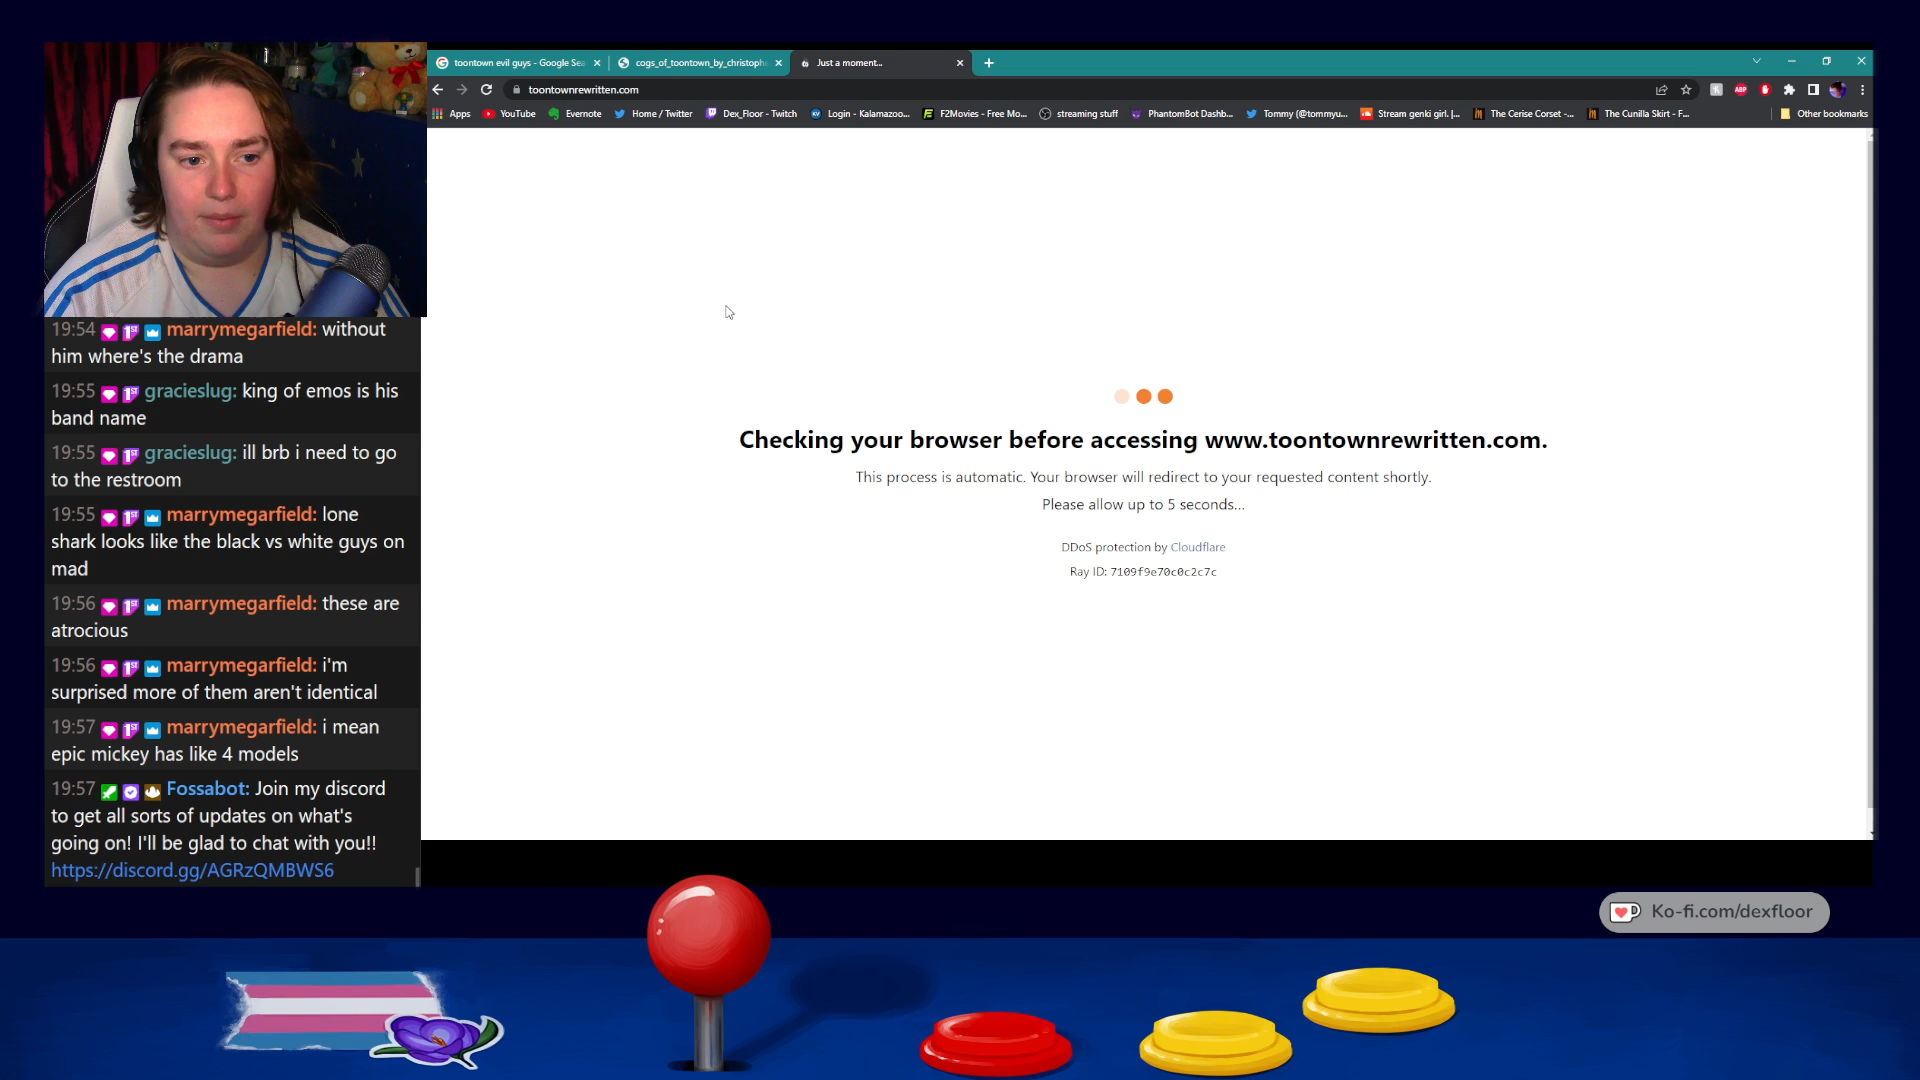 toontown evil guys - Google Sea
cogs_of_toontown_by_christophe
Just a moment...
toontownrewritten.com
Apps
YouTube
Evernote
Home / Twitter
Dex_Floor - Twitch
Login - Kalamazoo...
F2Movies - Free Mo...
streaming stuff
PhantomBot Dashb...
Tommy (@tommyu...
Stream genki girl. |...
The Cerise Corset -...
The Cunilla Skirt - F...
Other bookmarks
ABP
Checking your browser before accessing www.toontownrewritten.com.
This process is automatic. Your browser will redirect to your requested content shortly.
Please allow up to 5 seconds...
DDoS protection by Cloudflare
Ray ID: 7109f9e70c0c2c7c
19:54 1ST marrymegarfield: without
him where's the drama
19:55 1ST gracieslug: king of emos is his
band name
19:55 1ST gracieslug: ill brb i need to go
to the restroom
19:55 1ST marrymegarfield: lone
shark looks like the black vs white guys on
mad
19:56 1ST marrymegarfield: these are
atrocious
19:56 1ST marrymegarfield: i'm
surprised more of them aren't identical
19:57 1ST marrymegarfield: i mean
epic mickey has like 4 models
19:57 Fossabot: Join my discord
to get all sorts of updates on what's
going on! I'll be glad to chat with you!!
https://discord.gg/AGRzQMBWS6
Ko-fi.com/dexfloor